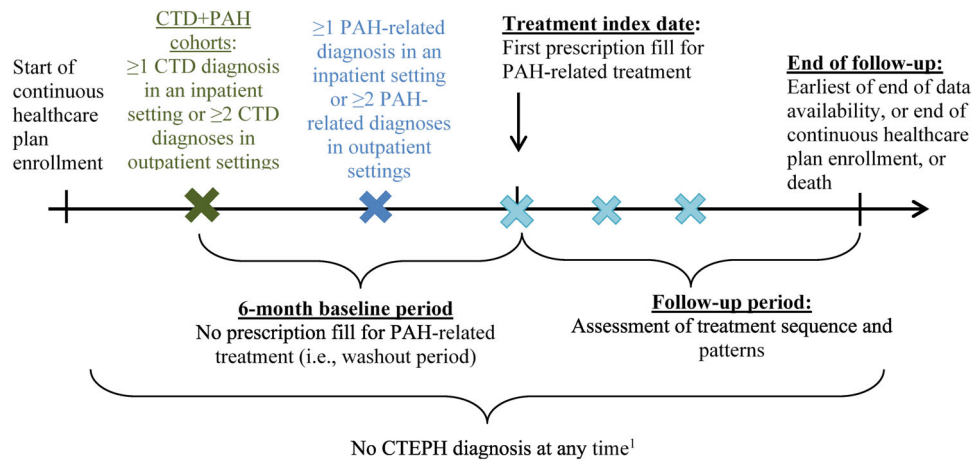 Start of
continuous
healthcare
plan
enrollment
CTD+PAH
cohorts:
≥1 CTD diagnosis
in an inpatient
setting or ≥2 CTD
diagnoses in
outpatient settings
≥1 PAH-related
diagnosis in an
inpatient setting
or ≥2 PAH-
related diagnoses
in outpatient
settings
Treatment index date:
First prescription fill for
PAH-related treatment
End of follow-up:
Earliest of end of data
availability, or end of
continuous healthcare
plan enrollment, or
death
6-month baseline period
No prescription fill for PAH-related
treatment (i.e., washout period)
Follow-up period:
Assessment of treatment sequence and
patterns
No CTEPH diagnosis at any time¹